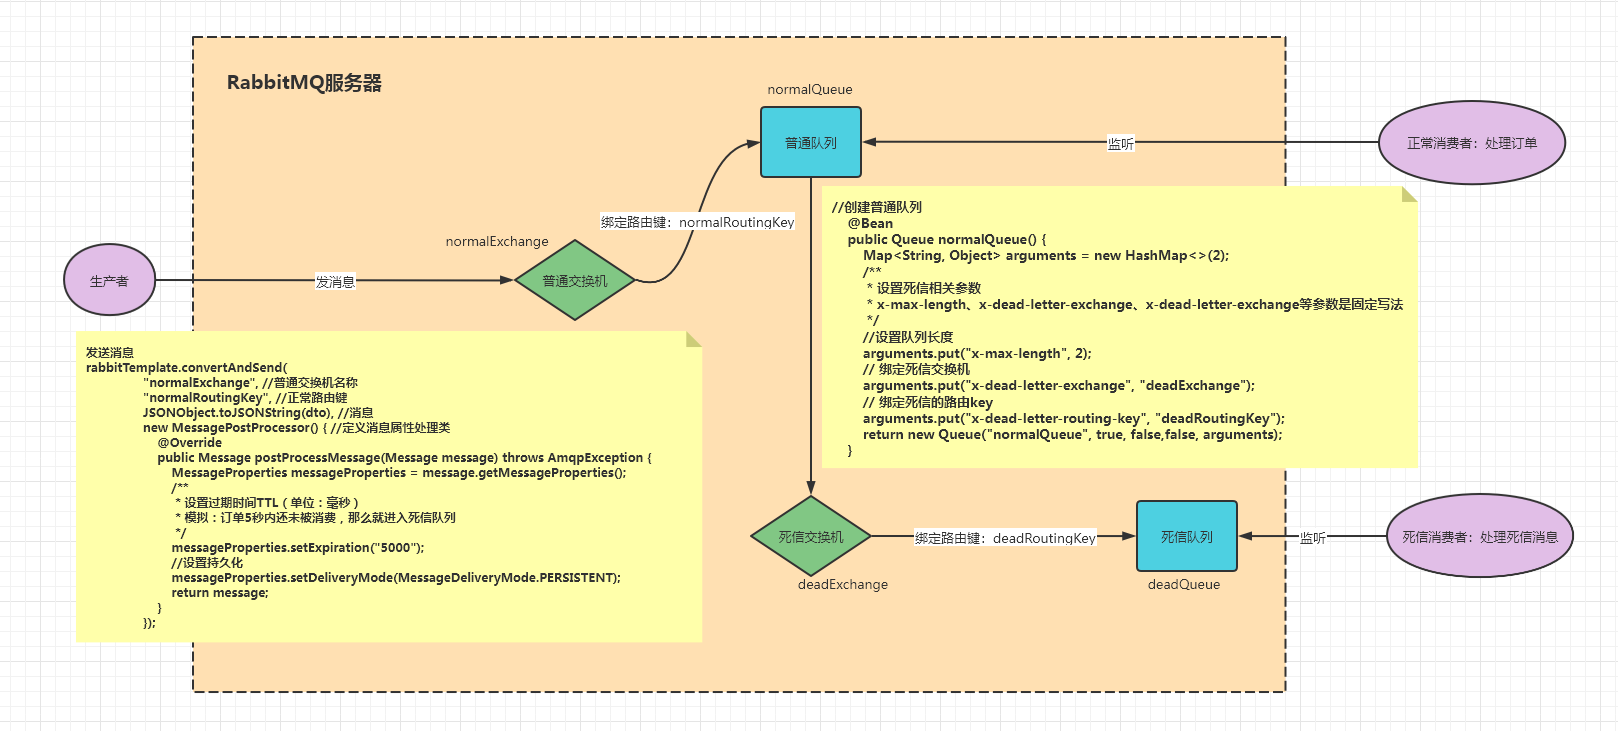 RabbitMQ服务器
normalQueue
普通队列
监听
正常消费者：处理订单
绑定路由键：normalRoutingKey
normalExchange
普通交换机
发消息
生产者
//创建普通队列
@Bean
public Queue normalQueue() {
Map<String, Object> arguments = new HashMap<>(2);
/**
* 设置死信相关参数
* x-max-length、x-dead-letter-exchange、x-dead-letter-exchange等参数是固定写法
*/
//设置队列长度
arguments.put("x-max-length", 2);
// 绑定死信交换机
arguments.put("x-dead-letter-exchange", "deadExchange");
// 绑定死信的路由key
arguments.put("x-dead-letter-routing-key", "deadRoutingKey");
return new Queue("normalQueue", true, false,false, arguments);
}
发送消息
rabbitTemplate.convertAndSend(
"normalExchange", //普通交换机名称
"normalRoutingKey", //正常路由键
JSONObject.toJSONString(dto), //消息
new MessagePostProcessor() { //定义消息属性处理类
@Override
public Message postProcessMessage(Message message) throws AmqpException {
MessageProperties messageProperties = message.getMessageProperties();
/**
* 设置过期时间TTL（单位：毫秒）
* 模拟：订单5秒内还未被消费，那么就进入死信队列
*/
messageProperties.setExpiration("5000");
//设置持久化
messageProperties.setDeliveryMode(MessageDeliveryMode.PERSISTENT);
return message;
}
});
死信交换机
deadExchange
绑定路由键：deadRoutingKey
死信队列
deadQueue
监听
死信消费者：处理死信消息